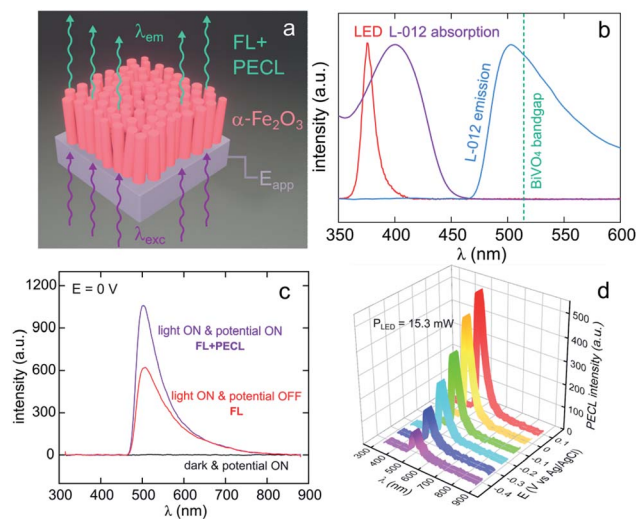 a
λem
FL+
PECL
α-Fe₂O₃
Eapp
λexc
b
LED L-012 absorption
L-012 emission
BiVO₄ bandgap
intensity (a.u.)
350 400 450 500 550 600
λ (nm)
c
E = 0 V
1200
900
600
300
0
intensity (a.u.)
light ON & potential ON
FL+PECL
light ON & potential OFF
FL
dark & potential ON
300 400 500 600 700 800 900
λ (nm)
d
P_LED = 15.3 mW
500
400
300
200
100
0
PECL intensity (a.u.)
0.1
0
-0.1
-0.2
-0.3
-0.4
E (V vs Ag/AgCl)
300
400
500
600
700
800
900
λ (nm)